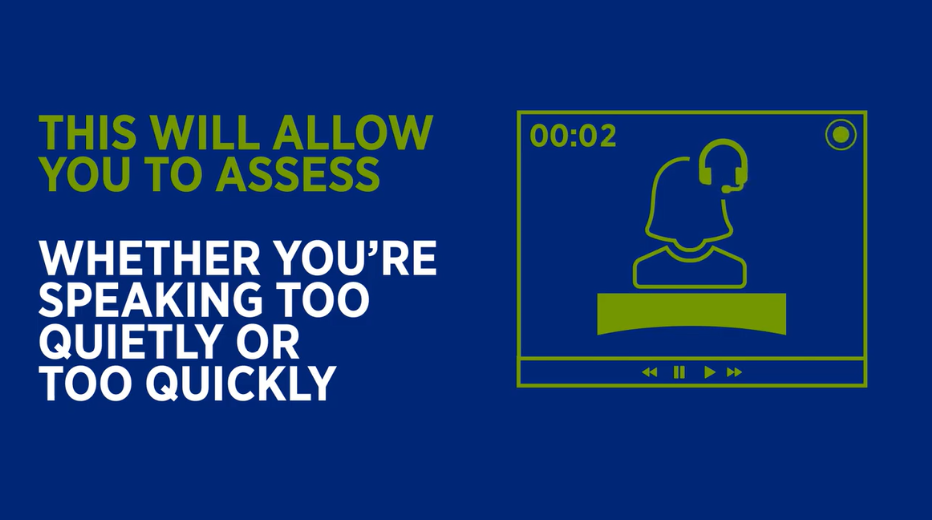 THIS WILL ALLOW
YOU TO ASSESS
WHETHER YOU’RE
SPEAKING TOO
QUIETLY OR
TOO QUICKLY
00:02